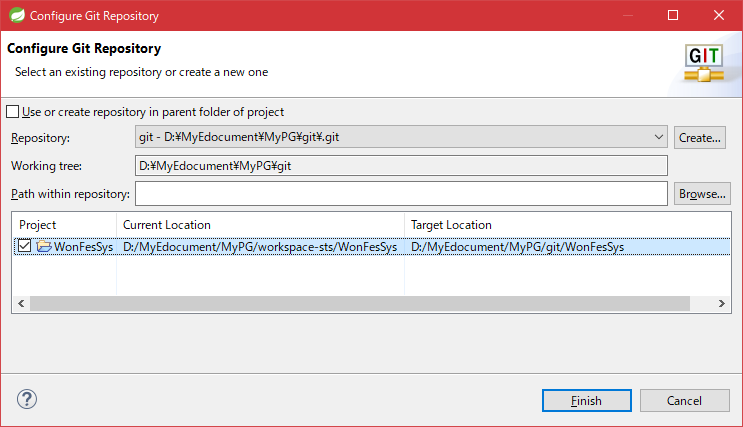 Configure Git Repository
Configure Git Repository
Select an existing repository or create a new one
GIT
Use or create repository in parent folder of project
Repository: git - D:¥MyEdocument¥MyPG¥git¥.git Create...
Working tree: D:¥MyEdocument¥MyPG¥git
Path within repository: Browse...
Project Current Location Target Location
WonFesSys D:/MyEdocument/MyPG/workspace-sts/WonFesSys D:/MyEdocument/MyPG/git/WonFesSys
? Finish Cancel